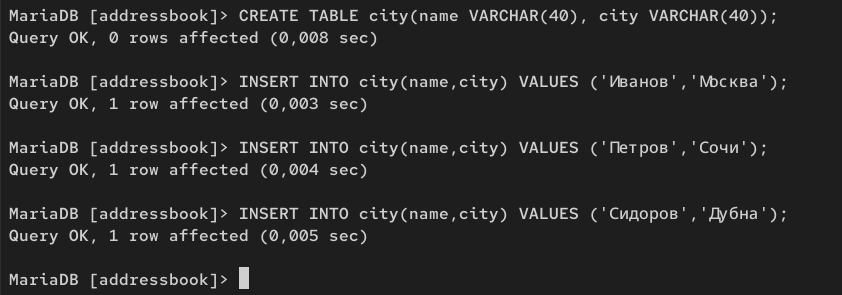 MariaDB [addressbook]> CREATE TABLE city(name VARCHAR(40), city VARCHAR(40));
Query OK, 0 rows affected (0,008 sec)
MariaDB [addressbook]> INSERT INTO city(name,city) VALUES ('Иванов','Москва');
Query OK, 1 row affected (0,003 sec)
MariaDB [addressbook]> INSERT INTO city(name,city) VALUES ('Петров','Сочи');
Query OK, 1 row affected (0,004 sec)
MariaDB [addressbook]> INSERT INTO city(name,city) VALUES ('Сидоров','Дубна');
Query OK, 1 row affected (0,005 sec)
MariaDB [addressbook]>